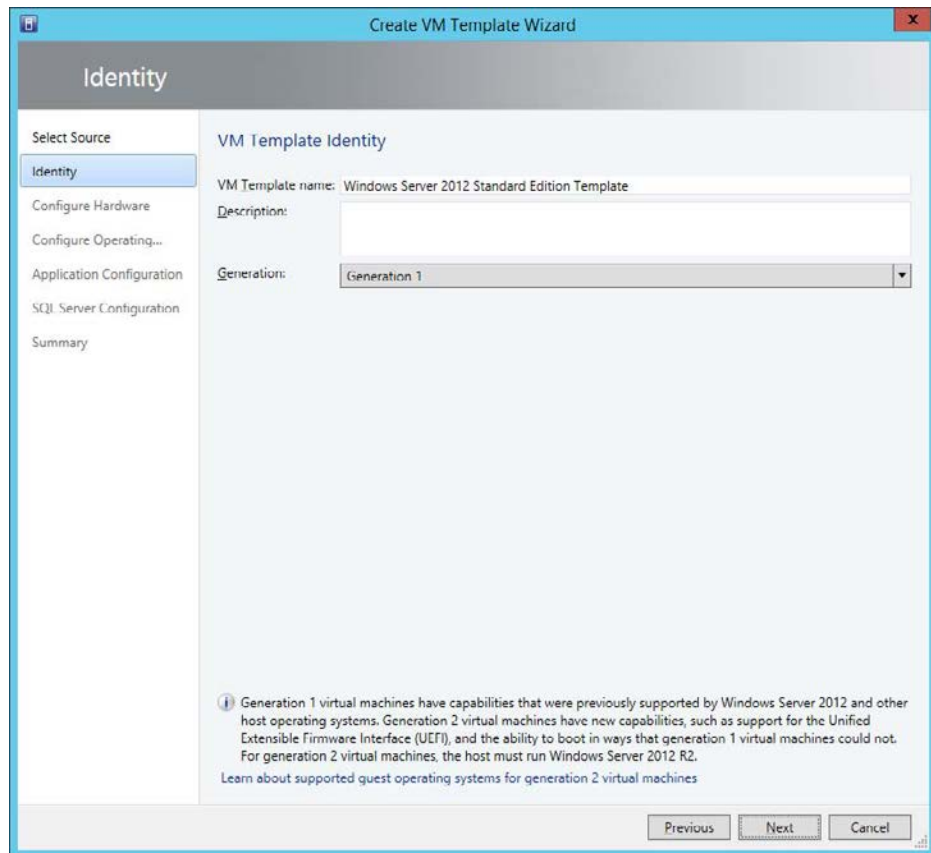 Create VM Template Wizard
x
Identity
Select Source
Identity
Configure Hardware
Configure Operating...
Application Configuration
SQL Server Configuration
Summary
VM Template Identity
VM Template name: Windows Server 2012 Standard Edition Template
Description:
Generation: Generation 1
Generation 1 virtual machines have capabilities that were previously supported by Windows Server 2012 and other
host operating systems. Generation 2 virtual machines have new capabilities, such as support for the Unified
Extensible Firmware Interface (UEFI), and the ability to boot in ways that generation 1 virtual machines could not.
For generation 2 virtual machines, the host must run Windows Server 2012 R2.
Learn about supported guest operating systems for generation 2 virtual machines
Previous Next Cancel